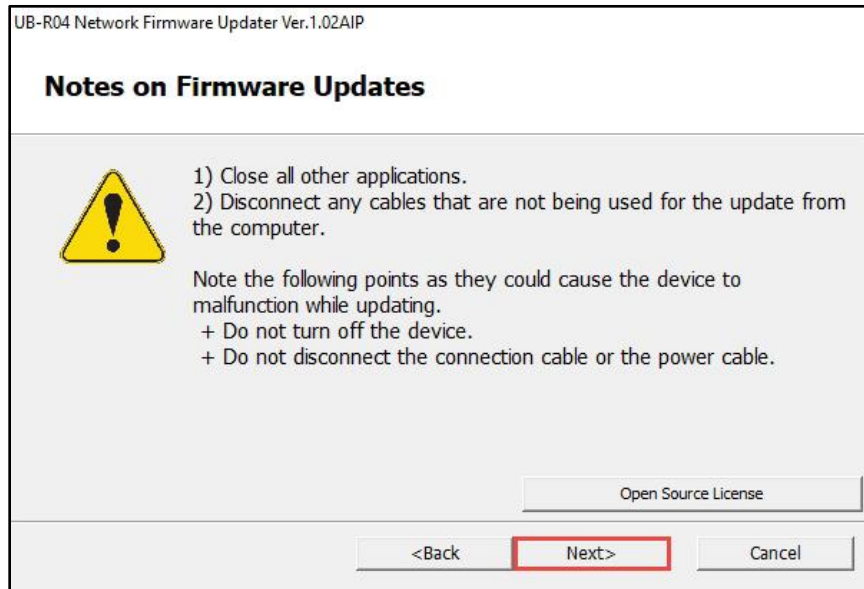 UB-R04 Network Firmware Updater Ver.1.02AIP
Notes on Firmware Updates
1) Close all other applications.
2) Disconnect any cables that are not being used for the update from
the computer.
Note the following points as they could cause the device to
malfunction while updating.
+ Do not turn off the device.
+ Do not disconnect the connection cable or the power cable.
Open Source License
<Back Next> Cancel